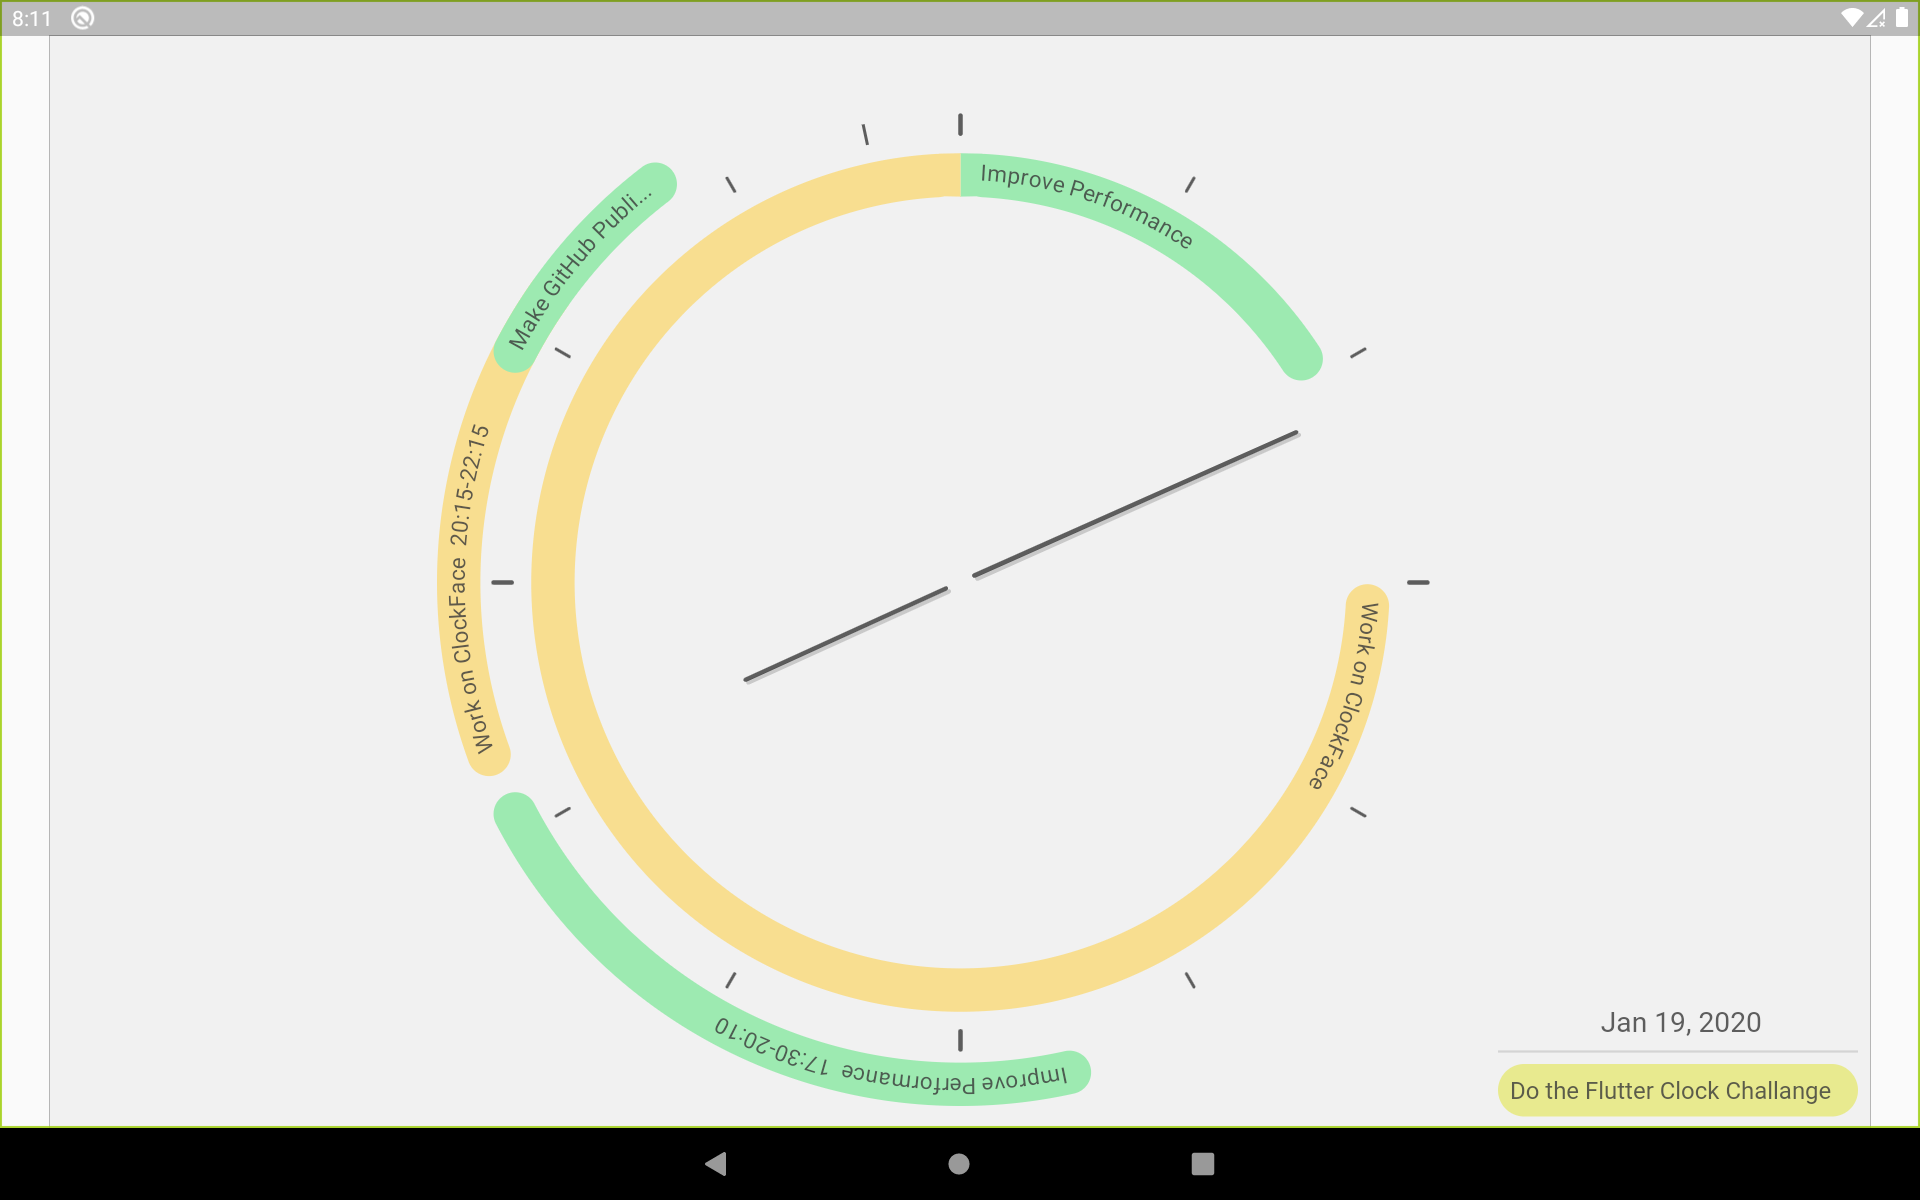 8:11
Improve Performance
Make GitHub Publi...
Work on ClockFace 20:15-22:15
Work on ClockFace
Improve Performance 17:30-20:10
Jan 19, 2020
Do the Flutter Clock Challange